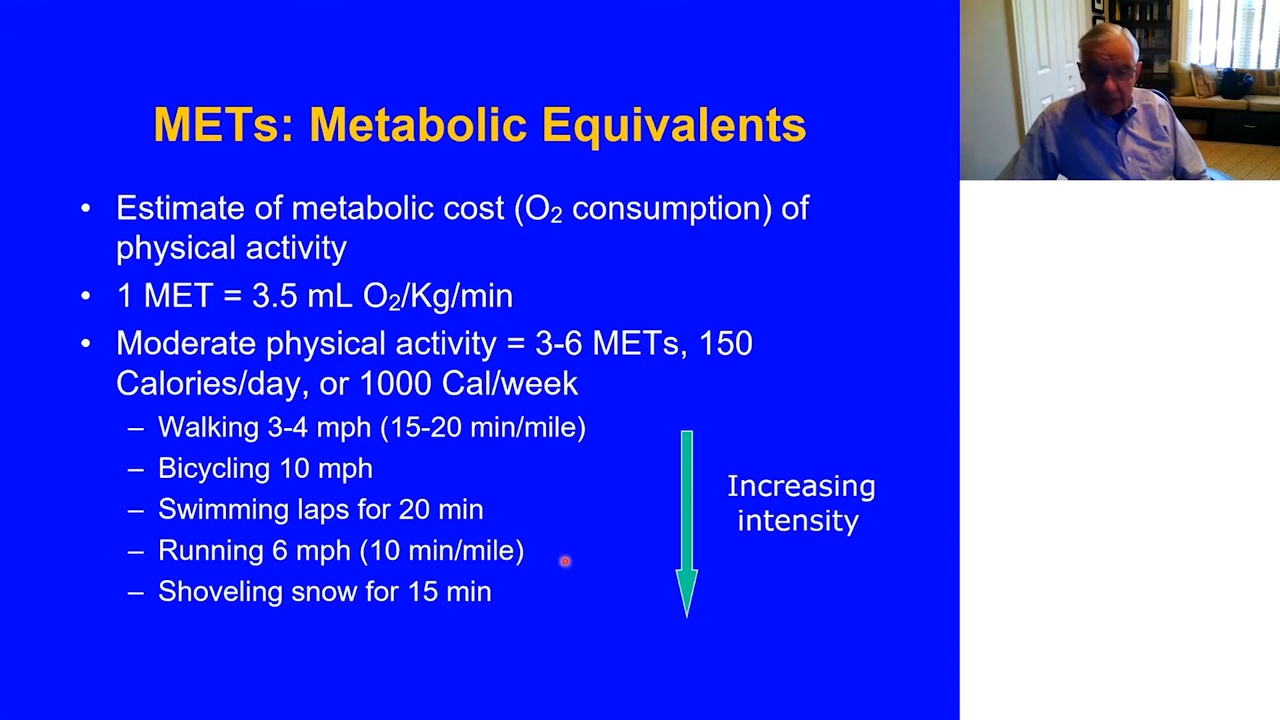 METs: Metabolic Equivalents
• Estimate of metabolic cost (O₂ consumption) of
physical activity
• 1 MET = 3.5 mL O₂/Kg/min
• Moderate physical activity = 3-6 METs, 150
Calories/day, or 1000 Cal/week
– Walking 3-4 mph (15-20 min/mile)
– Bicycling 10 mph
– Swimming laps for 20 min
– Running 6 mph (10 min/mile)
– Shoveling snow for 15 min
Increasing
intensity